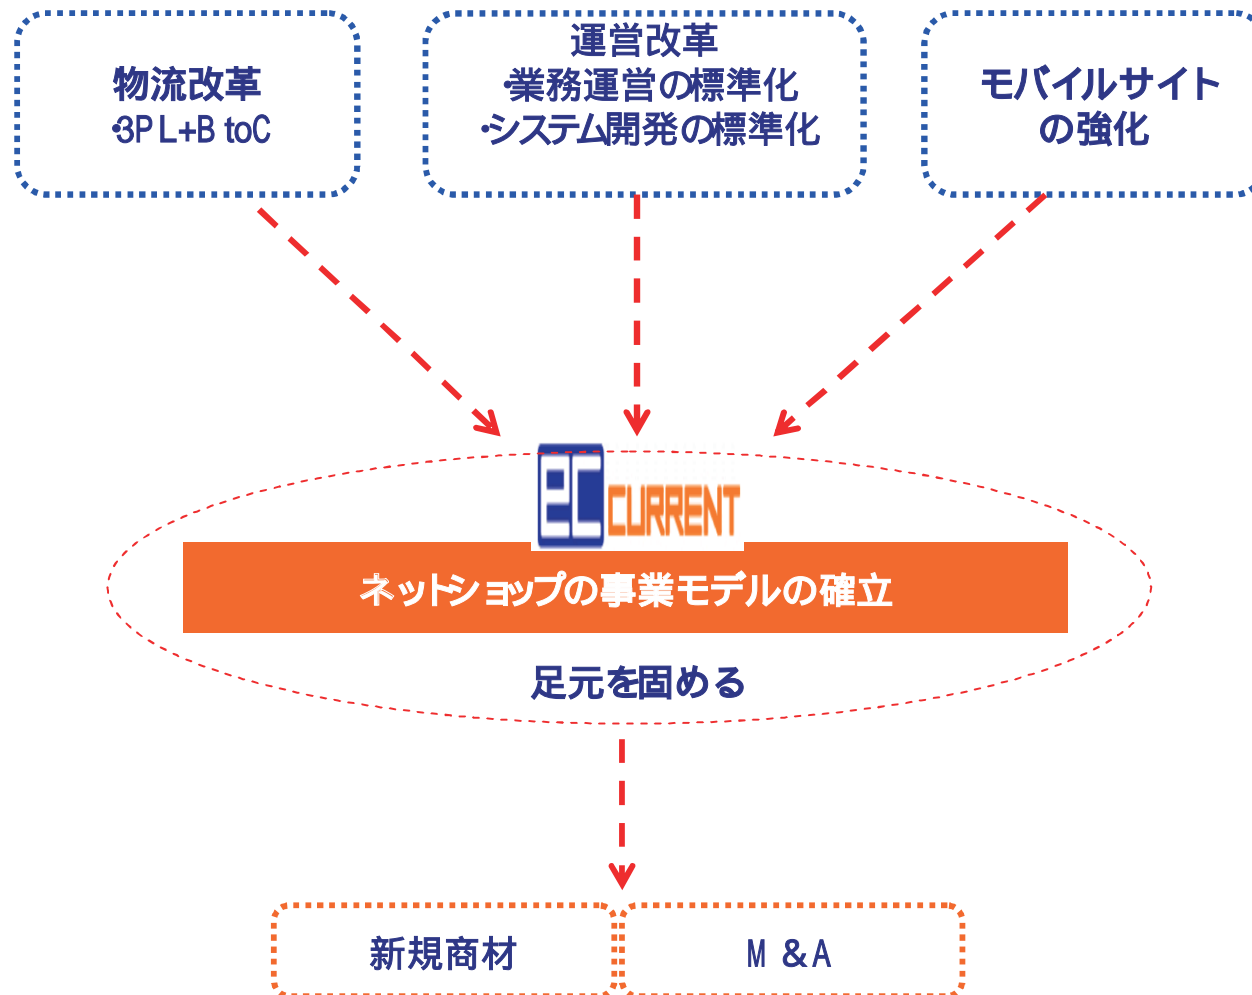 物流改革
・3PL+BtoC
運営改革
・業務運営の標準化
・システム開発の標準化
モバイルサイト
の強化
EC CURRENT
ネットショップの事業モデルの確立
足元を固める
新規商材
M&A